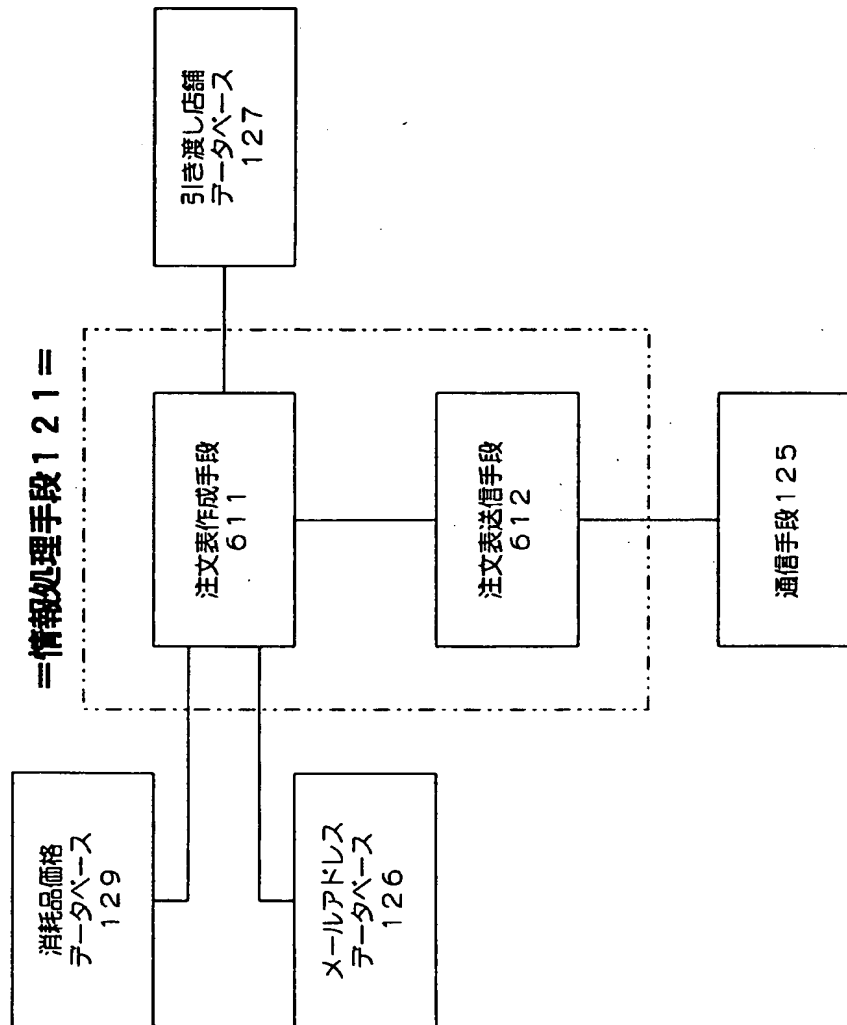 =情報処理手段121=
消耗品価格
データベース
129
メールアドレス
データベース
126
注文表作成手段
611
注文表送信手段
612
通信手段125
引き渡し店舗
データベース
127